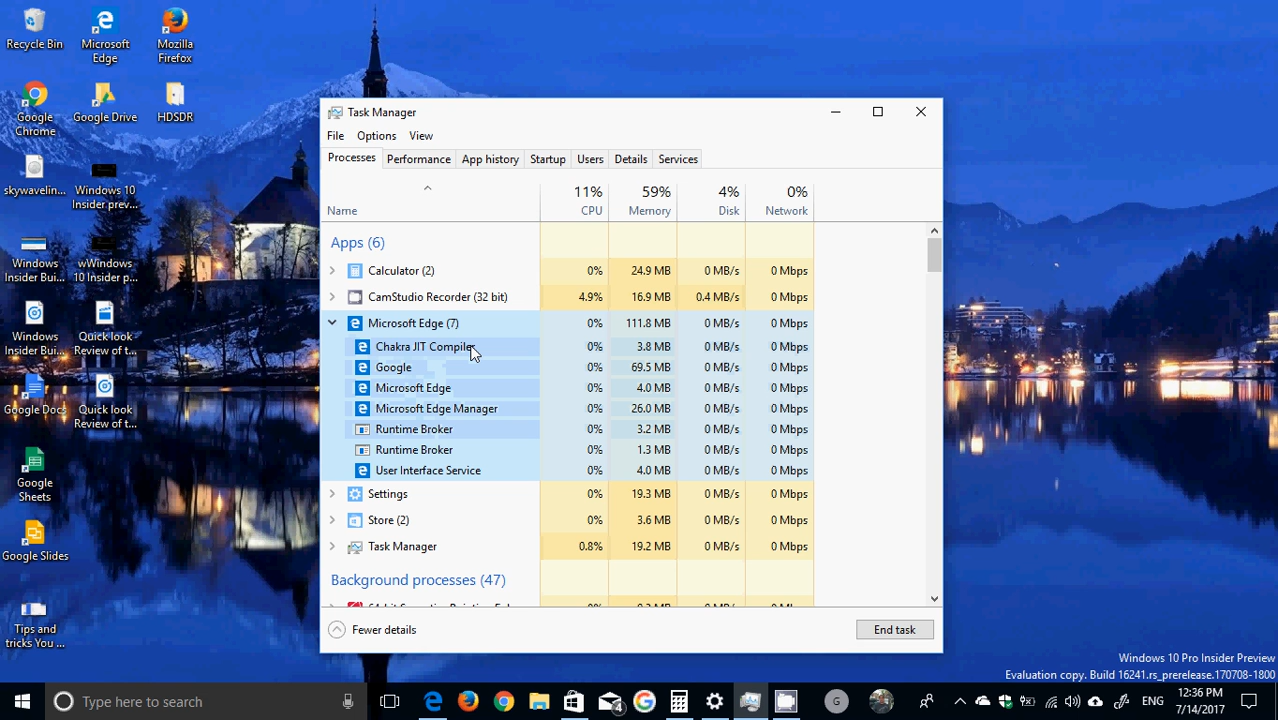 Recycle Bin
Microsoft
Edge
Mozilla
Firefox
Google
Chrome
Google Drive
HDSDR
skywavelin...
Windows 10
Insider prev...
Windows
Insider Bui...
wWindows
10 Insider p...
Windows
Insider Bui...
Quick look
Review of t...
Google Docs
Quick look
Review of t...
Google
Sheets
Google Slides
Tips and
tricks You ...
Task Manager
File Options View
Processes Performance App history Startup Users Details Services
11% 59% 4% 0%
Name CPU Memory Disk Network
Apps (6)
Calculator (2) 0% 24.9 MB 0 MB/s 0 Mbps
CamStudio Recorder (32 bit) 4.9% 16.9 MB 0.4 MB/s 0 Mbps
Microsoft Edge (7) 0% 111.8 MB 0 MB/s 0 Mbps
Chakra JIT Compiler 0% 3.8 MB 0 MB/s 0 Mbps
Google 0% 69.5 MB 0 MB/s 0 Mbps
Microsoft Edge 0% 4.0 MB 0 MB/s 0 Mbps
Microsoft Edge Manager 0% 26.0 MB 0 MB/s 0 Mbps
Runtime Broker 0% 3.2 MB 0 MB/s 0 Mbps
Runtime Broker 0% 1.3 MB 0 MB/s 0 Mbps
User Interface Service 0% 4.0 MB 0 MB/s 0 Mbps
Settings 0% 19.3 MB 0 MB/s 0 Mbps
Store (2) 0% 3.6 MB 0 MB/s 0 Mbps
Task Manager 0.8% 19.2 MB 0 MB/s 0 Mbps
Background processes (47)
Fewer details
End task
Windows 10 Pro Insider Preview
Evaluation copy. Build 16241.rs_prerelease.170708-1800
Type here to search
4
G
ENG
12:36 PM
7/14/2017